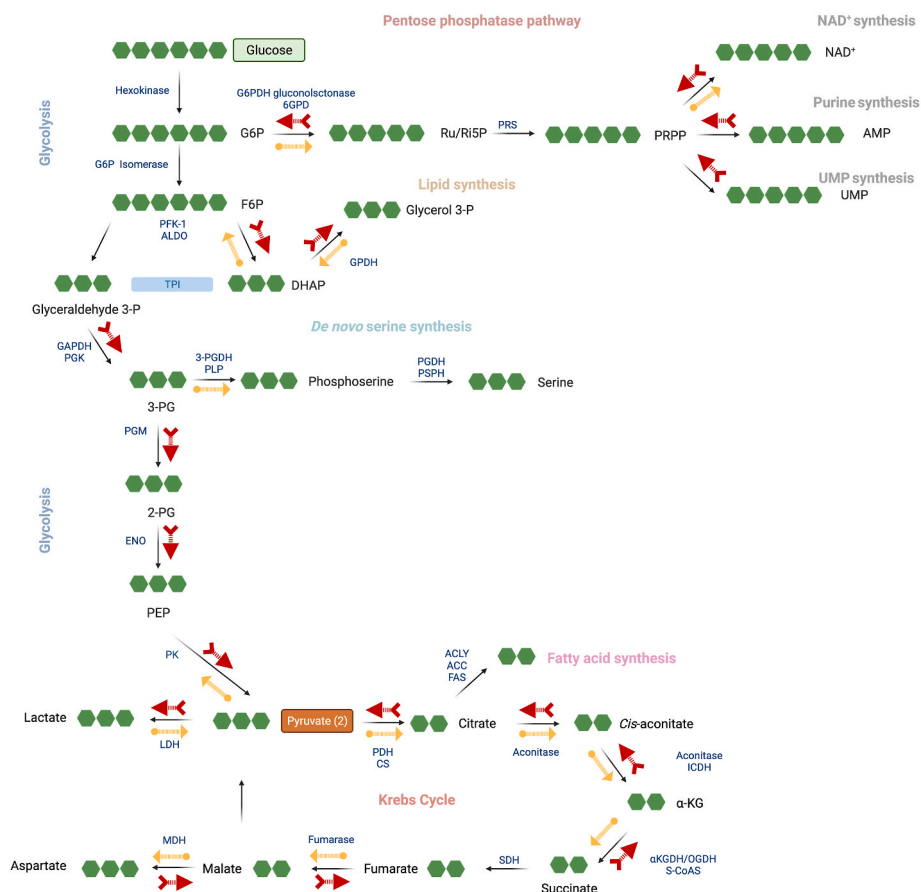 Pentose phosphatase pathway
NAD⁺ synthesis
Glucose
NAD⁺
Hexokinase
G6PDH gluconolsctonase
6GPD
Purine synthesis
Glycolysis
G6P
Ru/Ri5P
PRS
PRPP
AMP
G6P Isomerase
Lipid synthesis
UMP synthesis
UMP
F6P
Glycerol 3-P
PFK-1
ALDO
GPDH
TPI
DHAP
Glyceraldehyde 3-P
De novo serine synthesis
GAPDH
PGK
3-PGDH
PLP
PGDH
PSPH
Phosphoserine
Serine
3-PG
PGM
Glycolysis
2-PG
ENO
PEP
PK
ACLY
ACC
FAS
Fatty acid synthesis
Lactate
Pyruvate (2)
Citrate
Cis-aconitate
LDH
PDH
CS
Aconitase
Aconitase
ICDH
Krebs Cycle
α-KG
MDH
Fumarase
SDH
αKGDH/OGDH
S-CoAS
Aspartate
Malate
Fumarate
Succinate